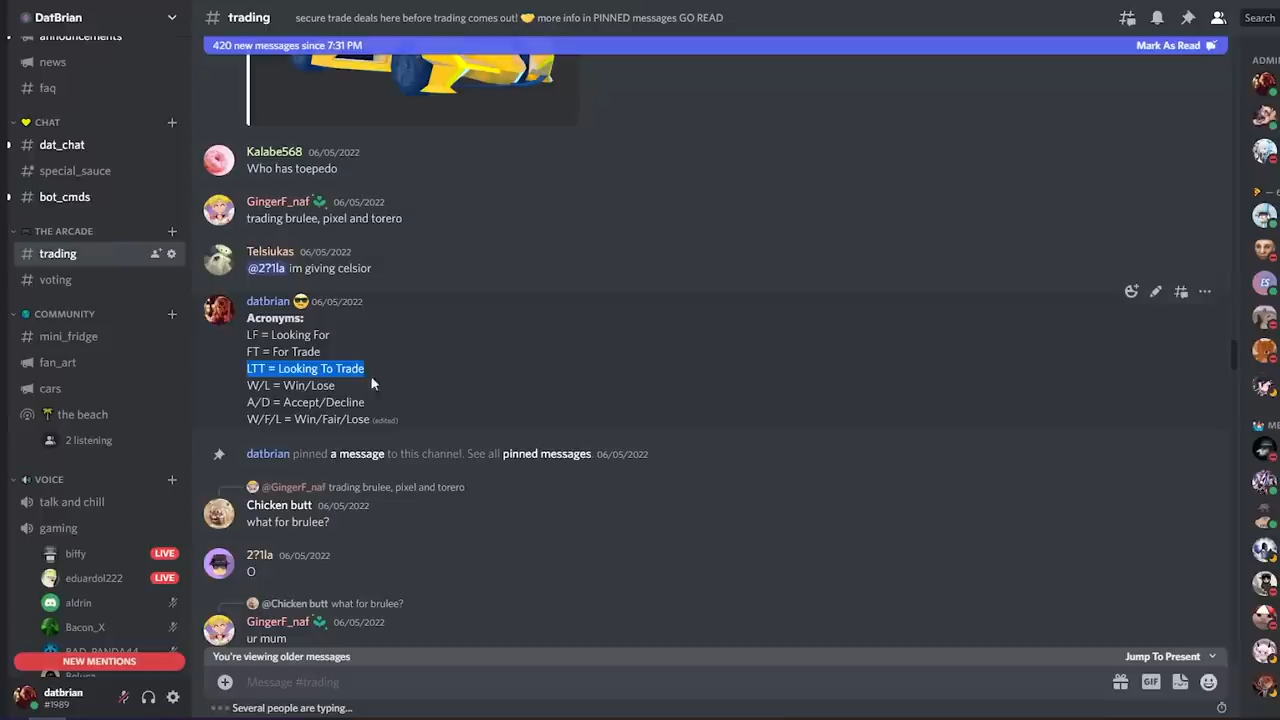 DatBrian
announcements
news
faq
CHAT
dat_chat
special_sauce
bot_cmds
THE ARCADE
trading
voting
COMMUNITY
mini_fridge
fan_art
cars
the beach
2 listening
VOICE
talk and chill
gaming
biffy LIVE
eduardol222 LIVE
aldrin
Bacon_X
NEW MENTIONS
datbrian
#1989
# trading secure trade deals here before trading comes out! 🤝 more info in PINNED messages GO READ
Search
420 new messages since 7:31 PM Mark As Read
Kalabe568 06/05/2022
Who has toepedo
GingerF_naf 06/05/2022
trading brulee, pixel and torero
Telsiukas 06/05/2022
@2?1la im giving celsior
datbrian 😎 06/05/2022
Acronyms:
LF = Looking For
FT = For Trade
LTT = Looking To Trade
W/L = Win/Lose
A/D = Accept/Decline
W/F/L = Win/Fair/Lose (edited)
datbrian pinned a message to this channel. See all pinned messages. 06/05/2022
@GingerF_naf trading brulee, pixel and torero
Chicken butt 06/05/2022
what for brulee?
2?1la 06/05/2022
O
@Chicken butt what for brulee?
GingerF_naf 06/05/2022
ur mum
You're viewing older messages Jump To Present
Message #trading
GIF
Several people are typing...
ADMI
ES
ME